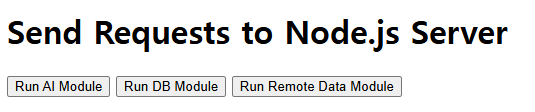 Send Requests to Node.js Server
Run AI Module Run DB Module Run Remote Data Module